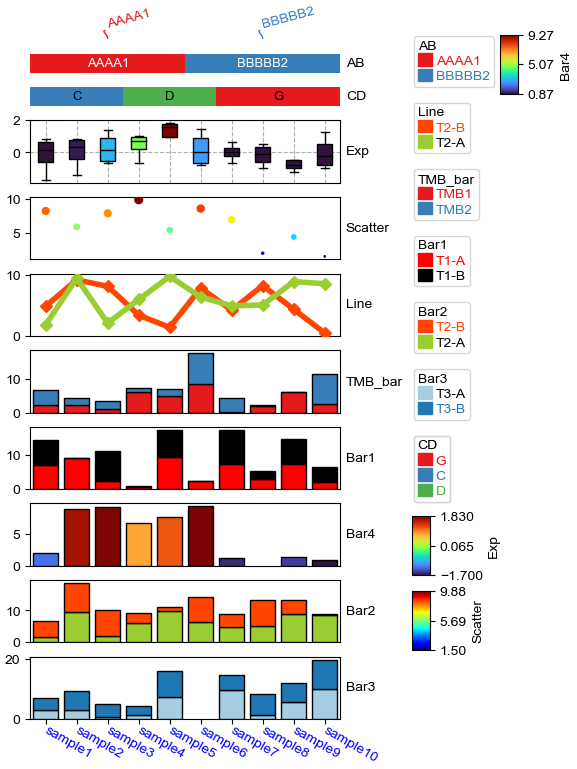 AAAA1
BBBBB2
AAAA1
BBBBB2
AB
C
D
G
CD
2
0
Exp
10
5
Scatter
10
0
Line
10
0
TMB_bar
10
0
Bar1
5
0
Bar4
10
0
Bar2
20
0
Bar3
sample1
sample2
sample3
sample4
sample5
sample6
sample7
sample8
sample9
sample10
AB
AAAA1
BBBBB2
9.27
5.07
0.87
Bar4
Line
T2-B
T2-A
TMB_bar
TMB1
TMB2
Bar1
T1-A
T1-B
Bar2
T2-B
T2-A
Bar3
T3-A
T3-B
CD
G
C
D
1.830
0.065
−1.700
Exp
9.88
5.69
1.50
Scatter